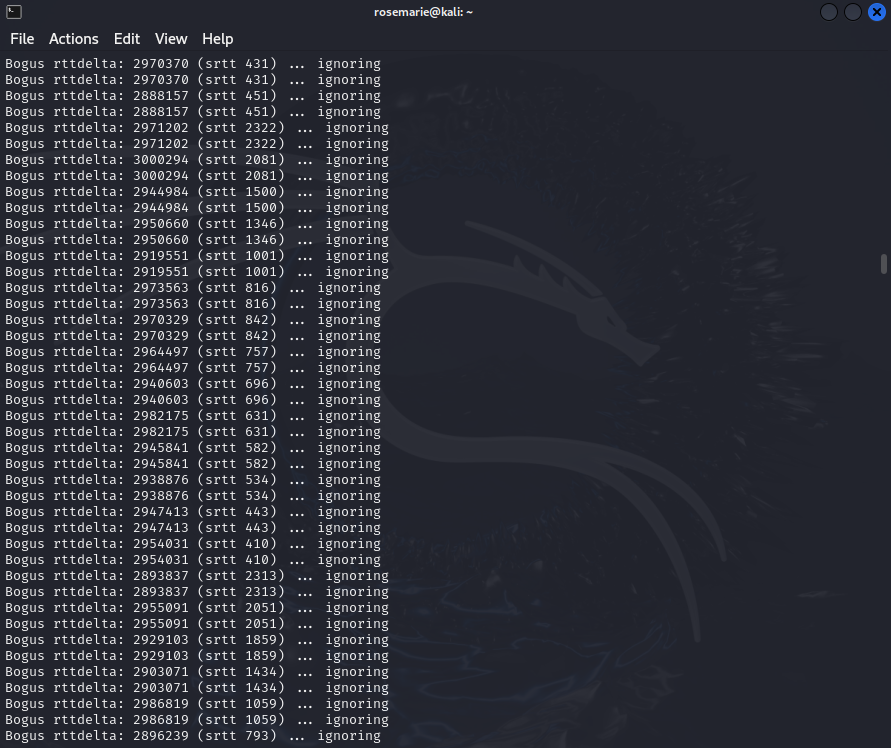 rosemarie@kali: ~
File Actions Edit View Help
Bogus rttdelta: 2970370 (srtt 431) ... ignoring
Bogus rttdelta: 2970370 (srtt 431) ... ignoring
Bogus rttdelta: 2888157 (srtt 451) ... ignoring
Bogus rttdelta: 2888157 (srtt 451) ... ignoring
Bogus rttdelta: 2971202 (srtt 2322) ... ignoring
Bogus rttdelta: 2971202 (srtt 2322) ... ignoring
Bogus rttdelta: 3000294 (srtt 2081) ... ignoring
Bogus rttdelta: 3000294 (srtt 2081) ... ignoring
Bogus rttdelta: 2944984 (srtt 1500) ... ignoring
Bogus rttdelta: 2944984 (srtt 1500) ... ignoring
Bogus rttdelta: 2950660 (srtt 1346) ... ignoring
Bogus rttdelta: 2950660 (srtt 1346) ... ignoring
Bogus rttdelta: 2919551 (srtt 1001) ... ignoring
Bogus rttdelta: 2919551 (srtt 1001) ... ignoring
Bogus rttdelta: 2973563 (srtt 816) ... ignoring
Bogus rttdelta: 2973563 (srtt 816) ... ignoring
Bogus rttdelta: 2970329 (srtt 842) ... ignoring
Bogus rttdelta: 2970329 (srtt 842) ... ignoring
Bogus rttdelta: 2964497 (srtt 757) ... ignoring
Bogus rttdelta: 2964497 (srtt 757) ... ignoring
Bogus rttdelta: 2940603 (srtt 696) ... ignoring
Bogus rttdelta: 2940603 (srtt 696) ... ignoring
Bogus rttdelta: 2982175 (srtt 631) ... ignoring
Bogus rttdelta: 2982175 (srtt 631) ... ignoring
Bogus rttdelta: 2945841 (srtt 582) ... ignoring
Bogus rttdelta: 2945841 (srtt 582) ... ignoring
Bogus rttdelta: 2938876 (srtt 534) ... ignoring
Bogus rttdelta: 2938876 (srtt 534) ... ignoring
Bogus rttdelta: 2947413 (srtt 443) ... ignoring
Bogus rttdelta: 2947413 (srtt 443) ... ignoring
Bogus rttdelta: 2954031 (srtt 410) ... ignoring
Bogus rttdelta: 2954031 (srtt 410) ... ignoring
Bogus rttdelta: 2893837 (srtt 2313) ... ignoring
Bogus rttdelta: 2893837 (srtt 2313) ... ignoring
Bogus rttdelta: 2955091 (srtt 2051) ... ignoring
Bogus rttdelta: 2955091 (srtt 2051) ... ignoring
Bogus rttdelta: 2929103 (srtt 1859) ... ignoring
Bogus rttdelta: 2929103 (srtt 1859) ... ignoring
Bogus rttdelta: 2903071 (srtt 1434) ... ignoring
Bogus rttdelta: 2903071 (srtt 1434) ... ignoring
Bogus rttdelta: 2986819 (srtt 1059) ... ignoring
Bogus rttdelta: 2986819 (srtt 1059) ... ignoring
Bogus rttdelta: 2896239 (srtt 793) ... ignoring